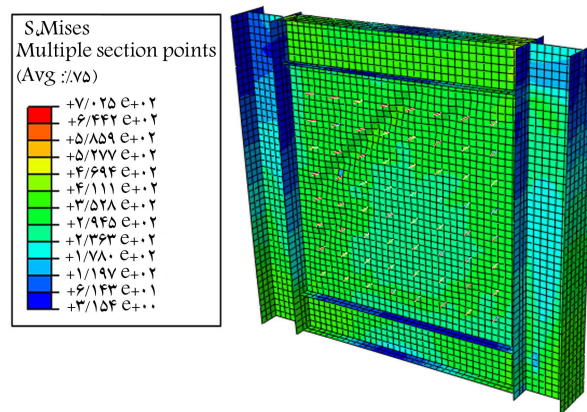 S،Mises
Multiple section points
(Avg :٪۷۵)
+۷/۰۲۵ e+۰۲
+۶/۴۴۲ e+۰۲
+۵/۸۵۹ e+۰۲
+۵/۲۷۷ e+۰۲
+۴/۶۹۴ e+۰۲
+۴/۱۱۱ e+۰۲
+۳/۵۲۸ e+۰۲
+۲/۹۴۵ e+۰۲
+۲/۳۶۳ e+۰۲
+۱/۷۸۰ e+۰۲
+۱/۱۹۷ e+۰۲
+۶/۱۴۳ e+۰۱
+۳/۱۵۴ e+۰۰